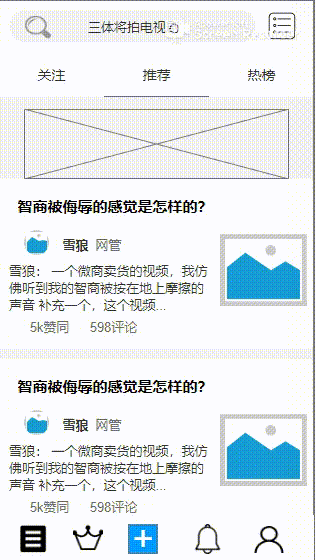 三体将拍电视
关注 推荐 热榜
智商被侮辱的感觉是怎样的?
雪狼 网管
雪狼： 一个微商卖货的视频，我仿
佛听到我的智商被按在地上摩擦的
声音 补充一个，这个视频...
5k赞同 598评论
智商被侮辱的感觉是怎样的?
雪狼 网管
雪狼： 一个微商卖货的视频，我仿
佛听到我的智商被按在地上摩擦的
声音 补充一个，这个视频...
5k赞同 598评论